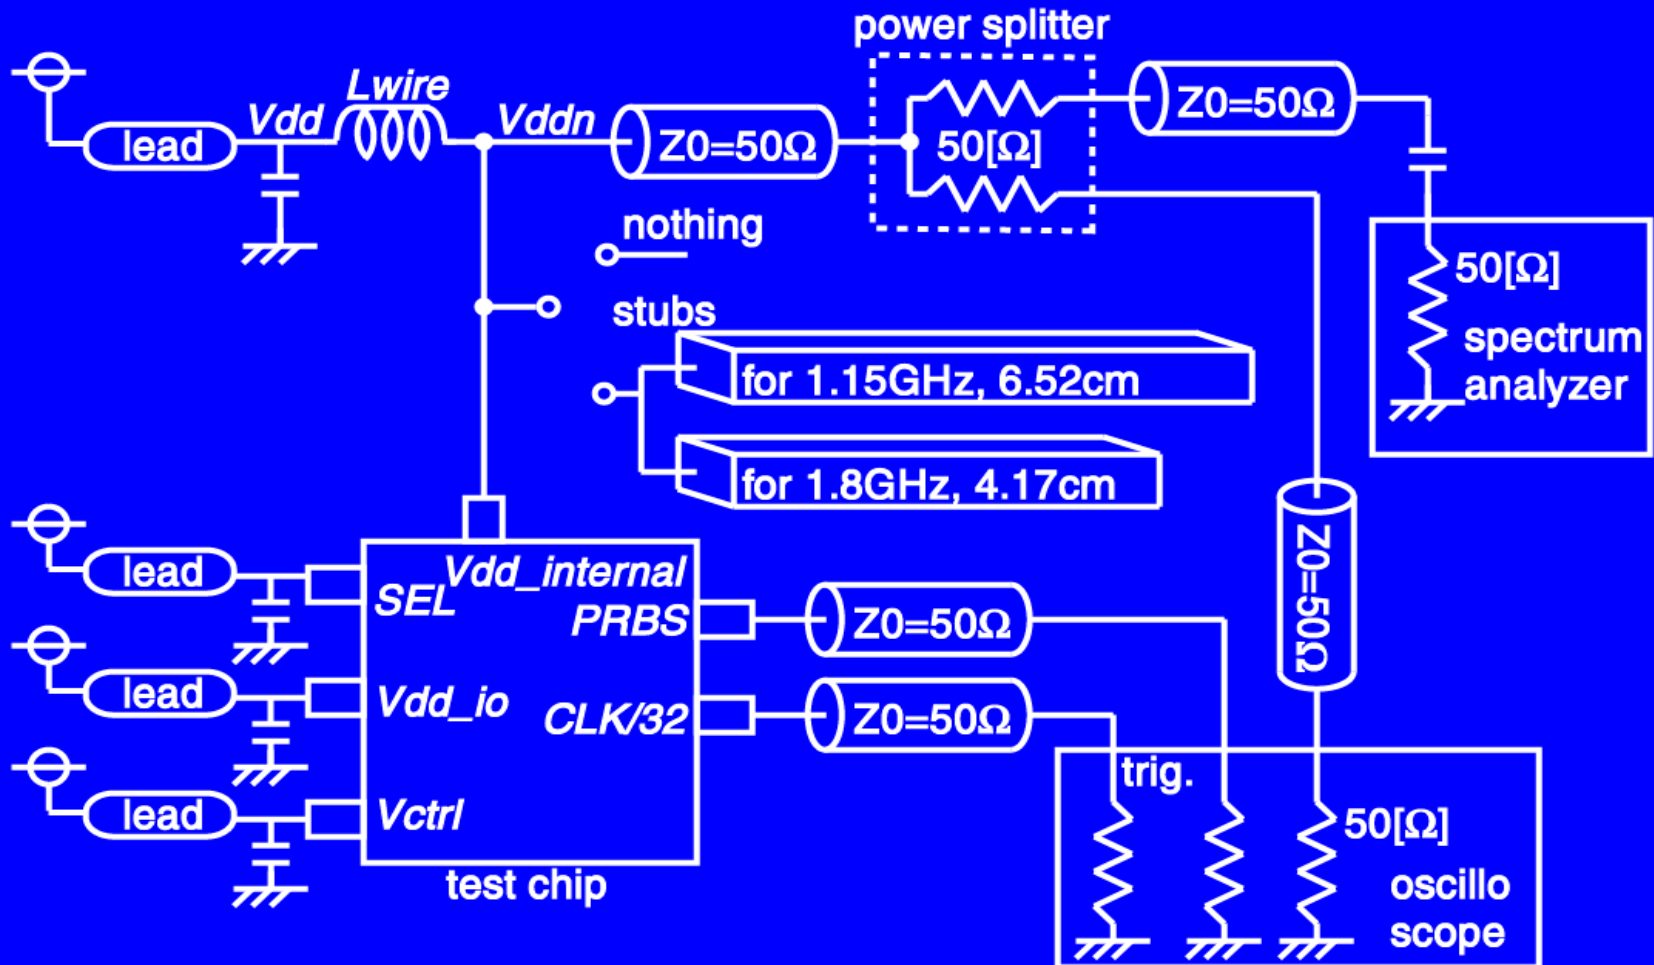 power splitter
Lwire
Vdd
Vddn
lead
Z0=50Ω
50[Ω]
Z0=50Ω
nothing
stubs
for 1.15GHz, 6.52cm
for 1.8GHz, 4.17cm
50[Ω]
spectrum
analyzer
Z0=50Ω
lead
SEL
Vdd_internal
PRBS
Z0=50Ω
lead
Vdd_io
CLK/32
Z0=50Ω
lead
Vctrl
test chip
trig.
50[Ω]
oscillo
scope